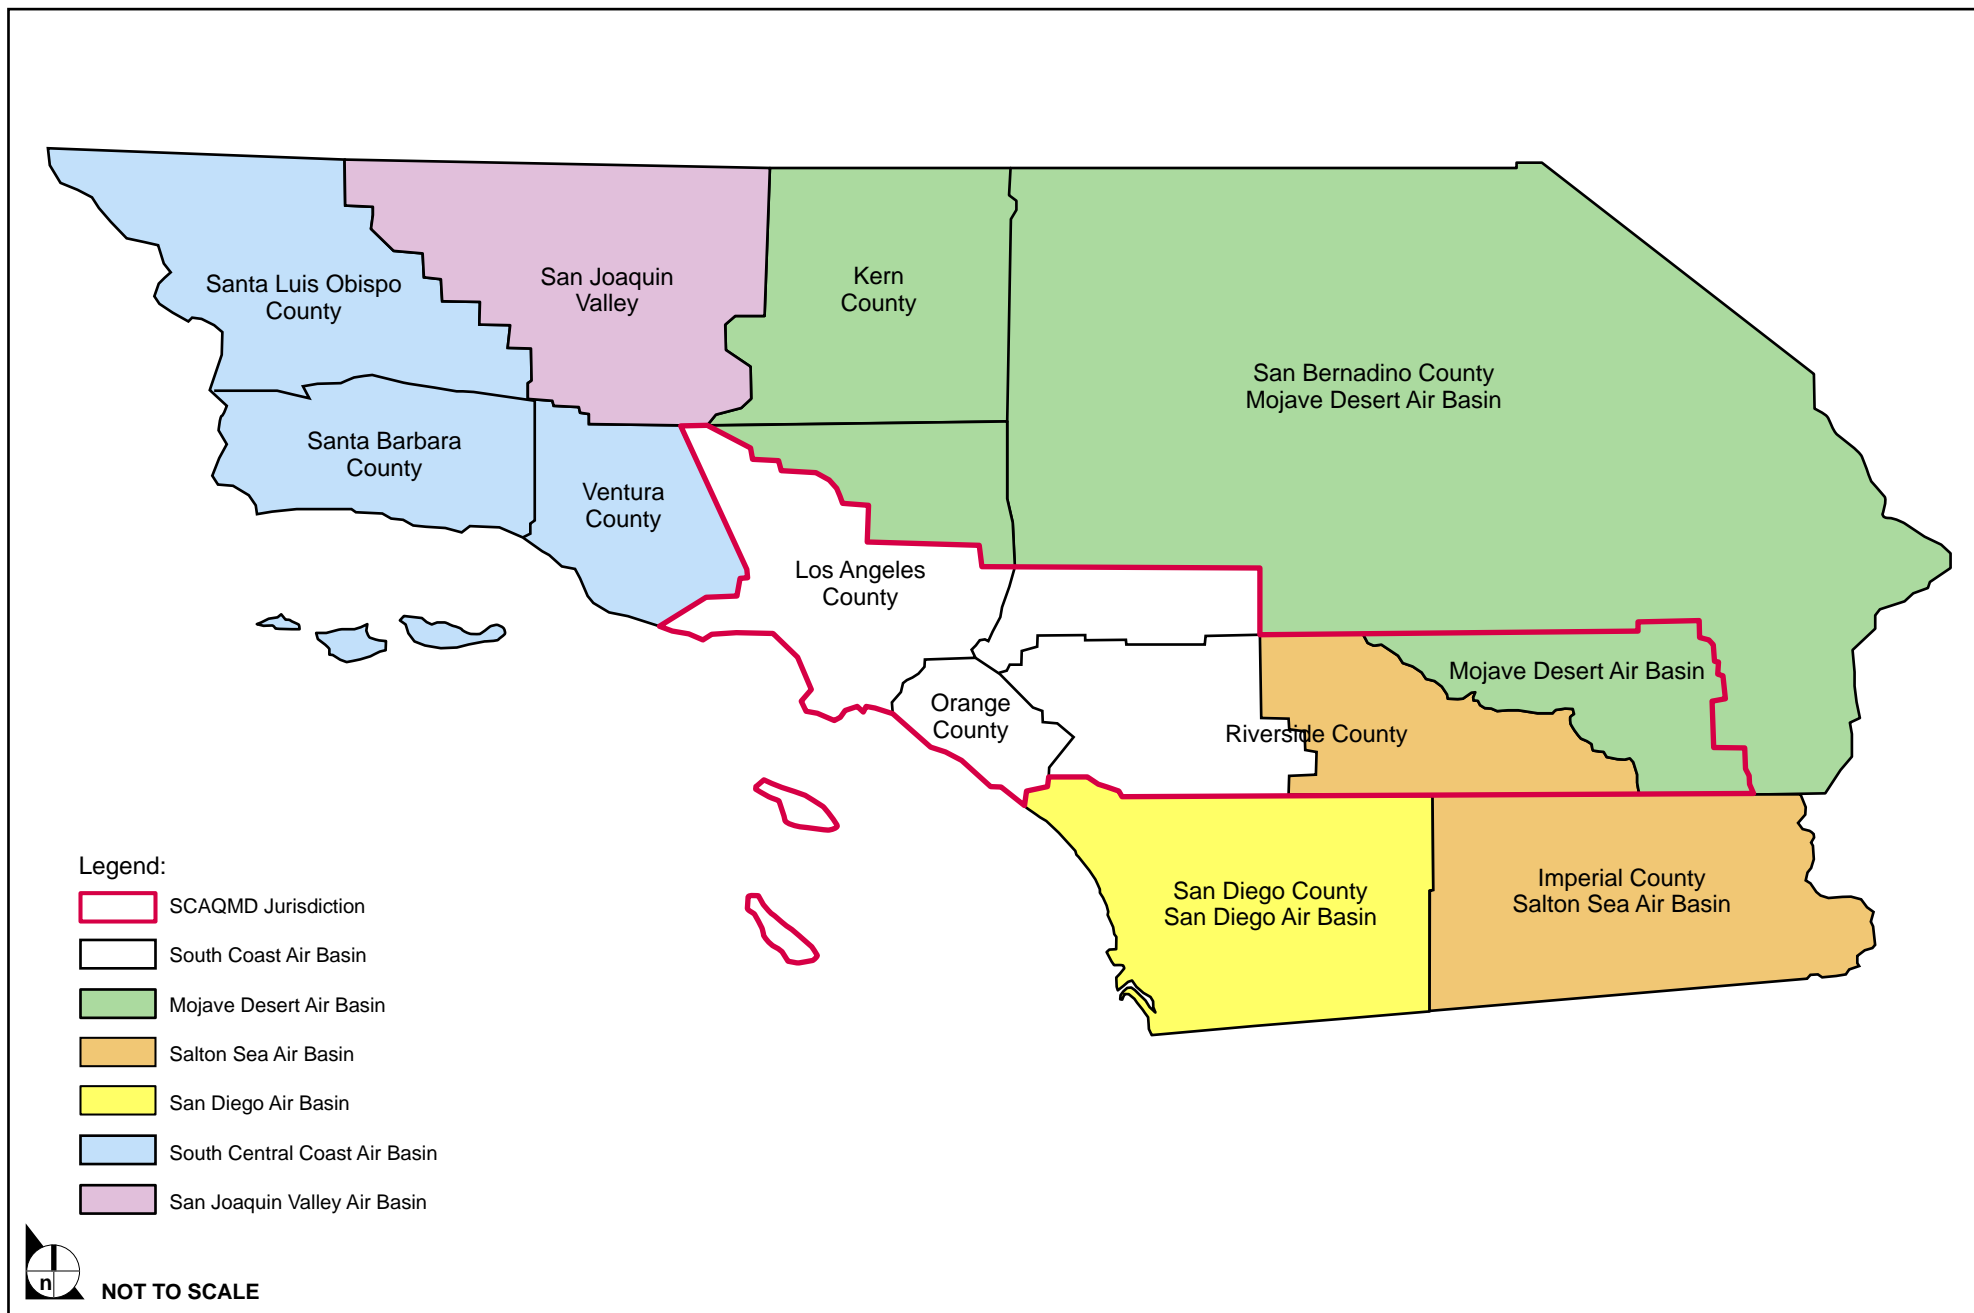 Santa Luis Obispo
County
San Joaquin
Valley
Kern
County
San Bernadino County
Mojave Desert Air Basin
Santa Barbara
County
Ventura
County
Los Angeles
County
Mojave Desert Air Basin
Orange
County
Riverside County
San Diego County
San Diego Air Basin
Imperial County
Salton Sea Air Basin
Legend:
SCAQMD Jurisdiction
South Coast Air Basin
Mojave Desert Air Basin
Salton Sea Air Basin
San Diego Air Basin
South Central Coast Air Basin
San Joaquin Valley Air Basin
n
NOT TO SCALE